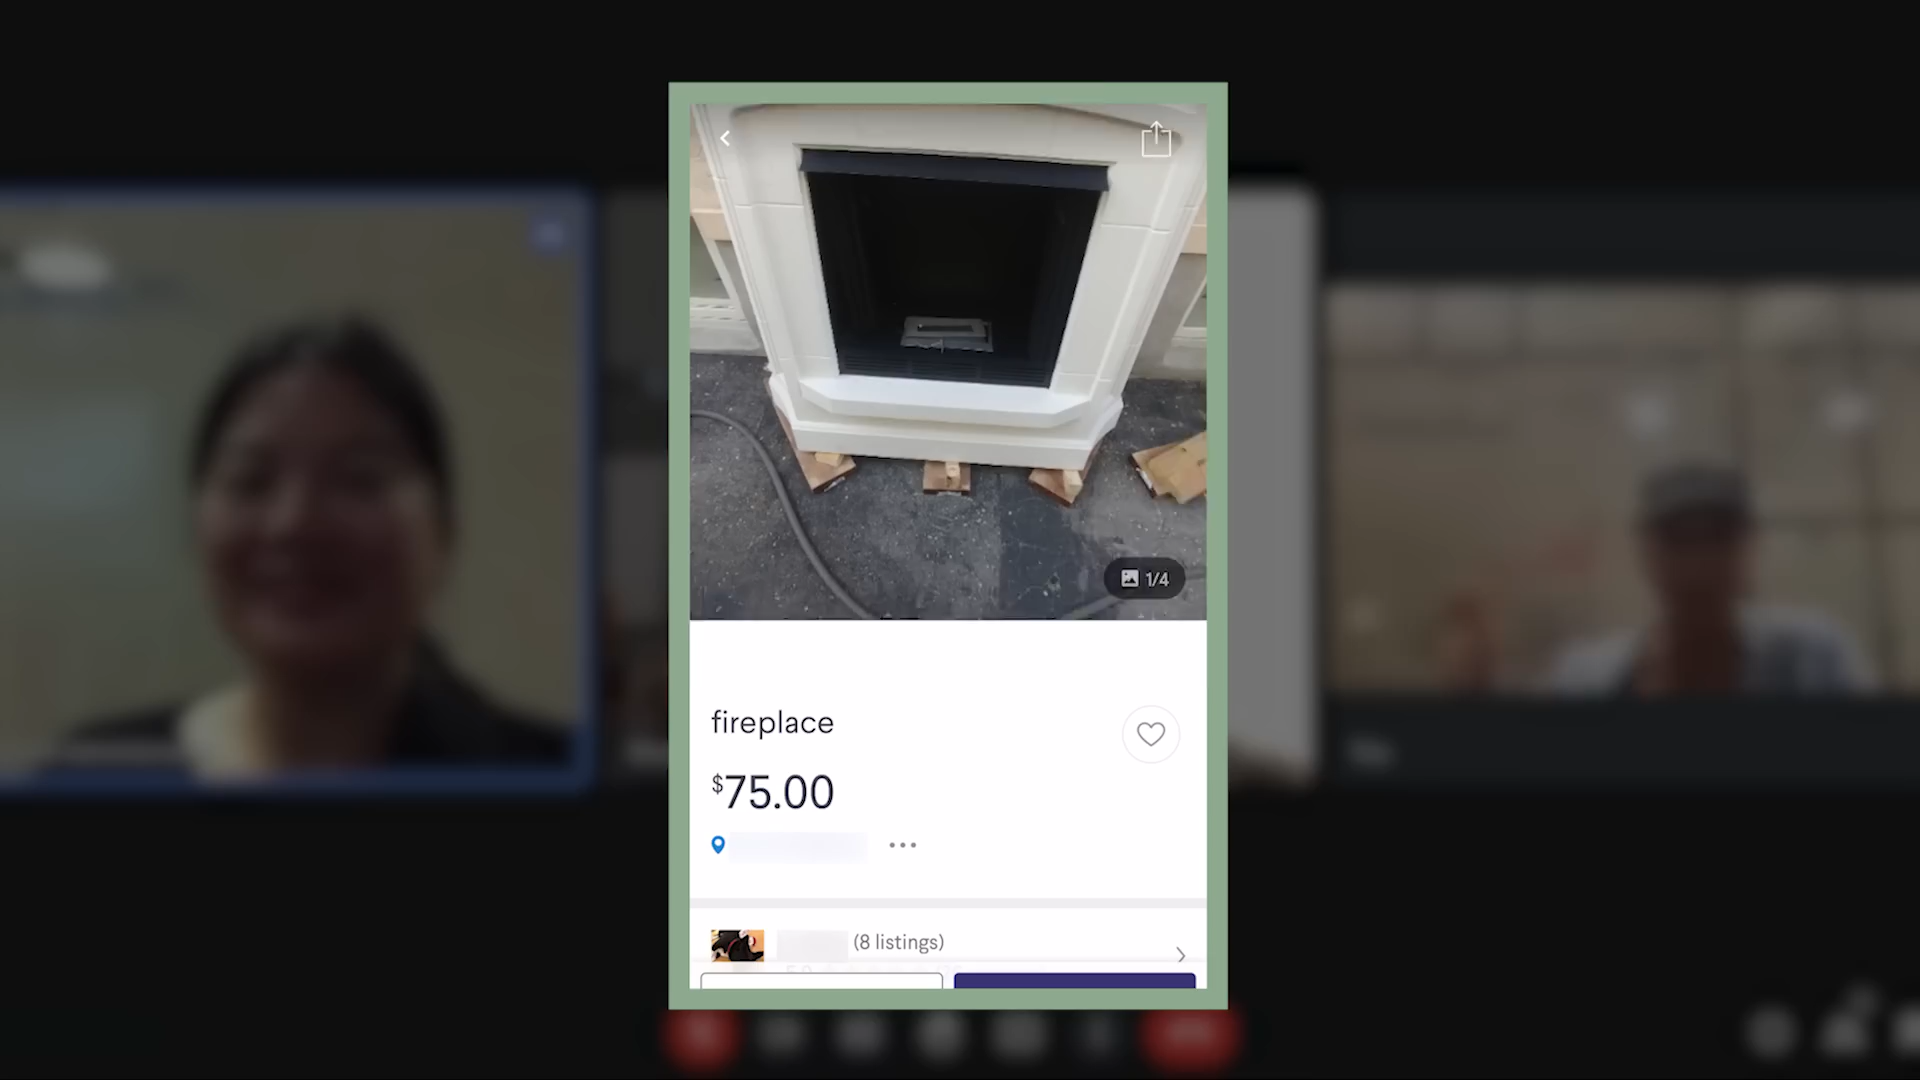 1/4
fireplace
$75.00
(8 listings)